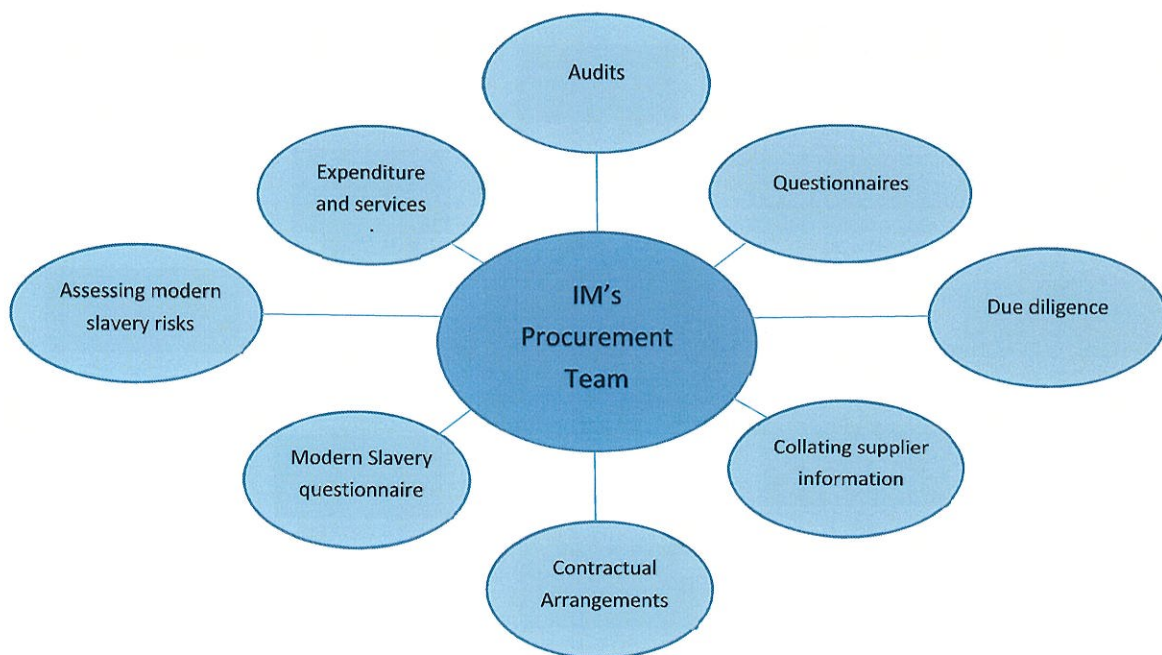 Audits
Expenditure
and services
Questionnaires
Assessing modern
slavery risks
IM's
Procurement
Team
Due diligence
Modern Slavery
questionnaire
Collating supplier
information
Contractual
Arrangements